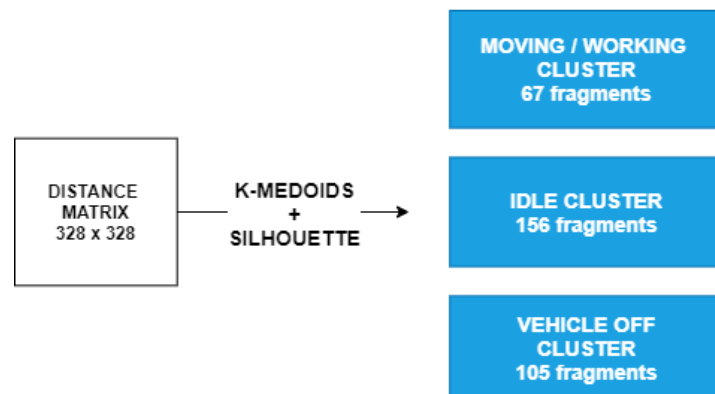 DISTANCE
MATRIX
328 x 328
K-MEDOIDS
+
SILHOUETTE
MOVING / WORKING
CLUSTER
67 fragments
IDLE CLUSTER
156 fragments
VEHICLE OFF
CLUSTER
105 fragments